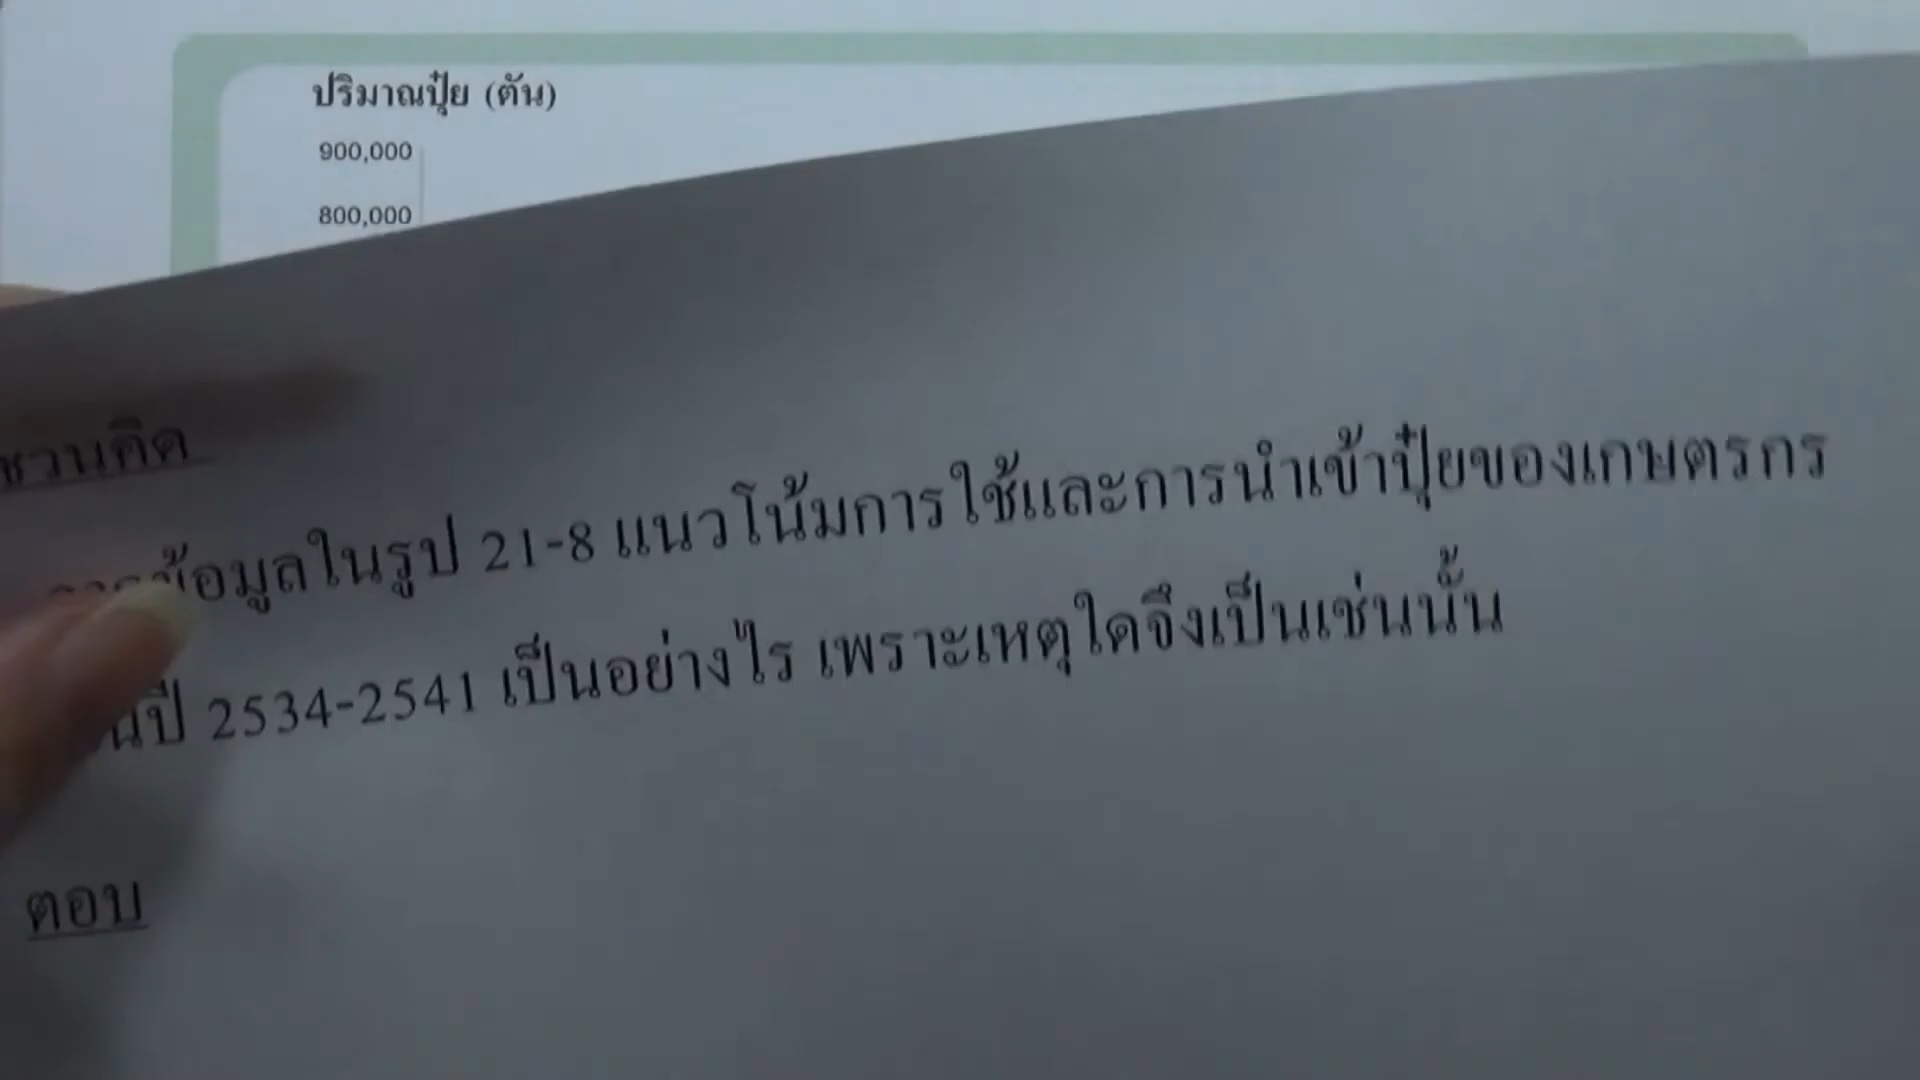 ปริมาณปุ๋ย (ตัน)
900,000
800,000
ชวนคิด
ข้อมูลในรูป 21-8 แนวโน้มการใช้และการนำเข้าปุ๋ยของเกษตรกร
ในปี 2534-2541 เป็นอย่างไร เพราะเหตุใดจึงเป็นเช่นนั้น
ตอบ